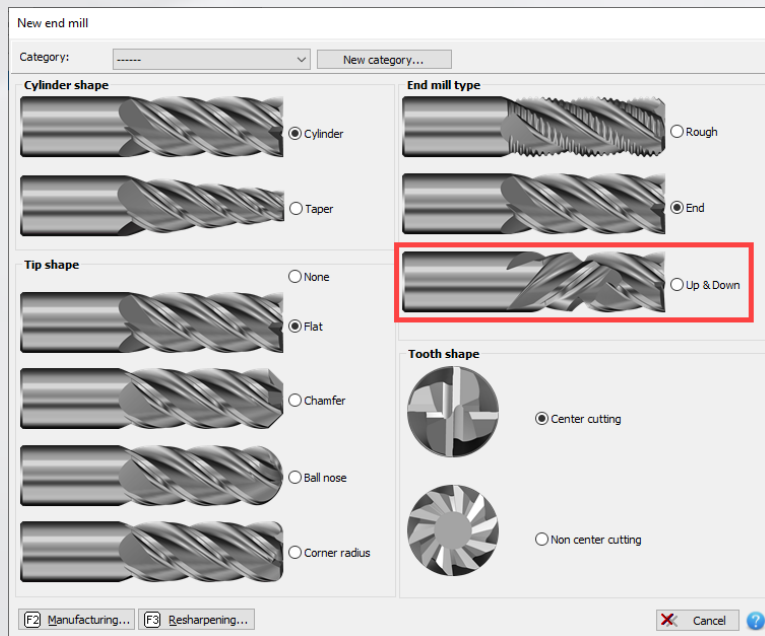 New end mill
Category:
------
New category...
Cylinder shape
Cylinder
Taper
Tip shape
None
Flat
Chamfer
Ball nose
Corner radius
End mill type
Rough
End
Up & Down
Tooth shape
Center cutting
Non center cutting
F2 Manufacturing...
F3 Resharpening...
Cancel
?